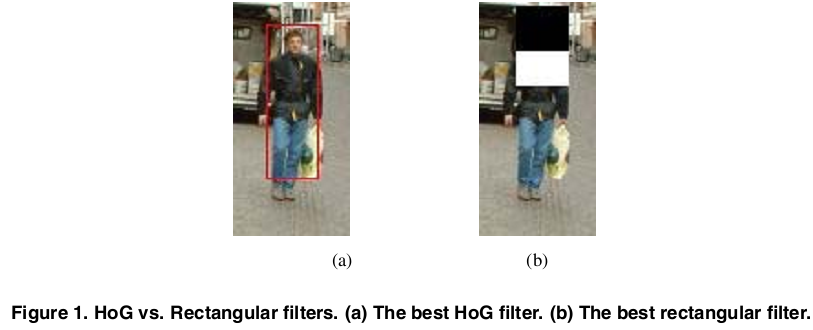 (a)
(b)
Figure 1. HoG vs. Rectangular filters. (a) The best HoG filter. (b) The best rectangular filter.